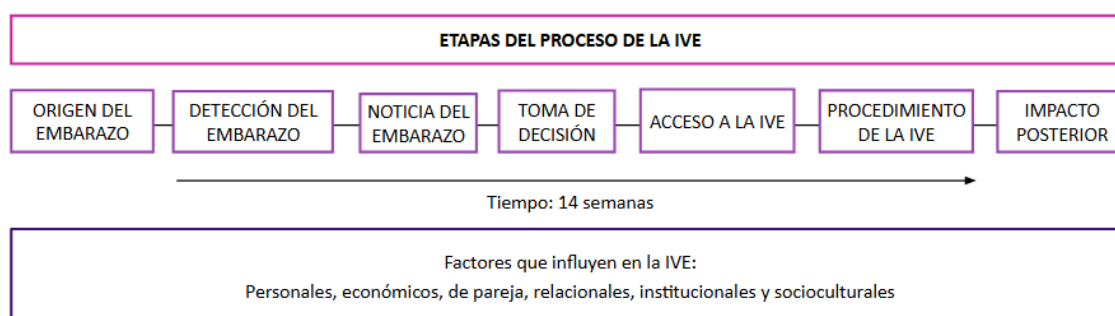 ETAPAS DEL PROCESO DE LA IVE
ORIGEN DEL
EMBARAZO
DETECCIÓN DEL
EMBARAZO
NOTICIA DEL
EMBARAZO
TOMA DE
DECISIÓN
ACCESO A LA IVE
PROCEDIMIENTO
DE LA IVE
IMPACTO
POSTERIOR
Tiempo: 14 semanas
Factores que influyen en la IVE:
Personales, económicos, de pareja, relacionales, institucionales y socioculturales